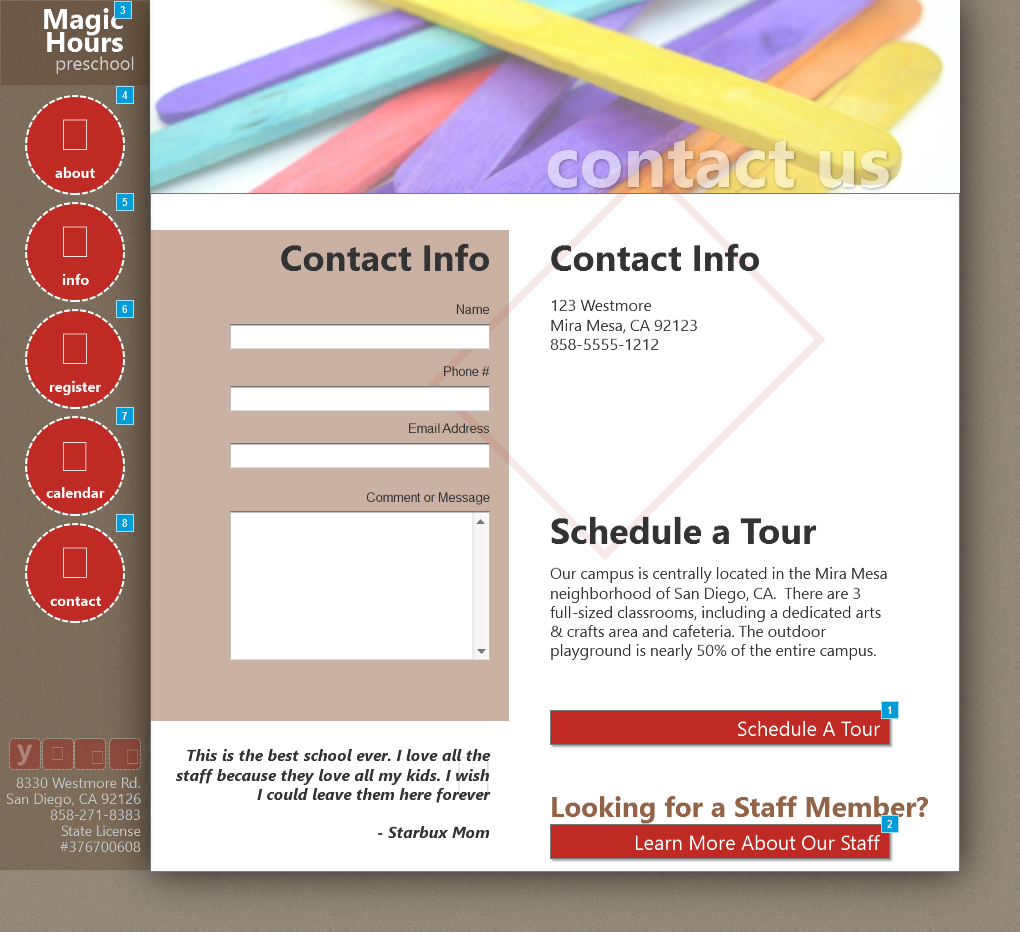 Magic
Hours
preschool
3
4
about
5
info
6
register
7
calendar
8
contact
y
8330 Westmore Rd.
San Diego, CA 92126
858-271-8383
State License
#376700608
contact us
Contact Info
Name
Phone #
Email Address
Comment or Message
This is the best school ever. I love all the
staff because they love all my kids. I wish
I could leave them here forever
- Starbux Mom
Contact Info
123 Westmore
Mira Mesa, CA 92123
858-5555-1212
Schedule a Tour
Our campus is centrally located in the Mira Mesa
neighborhood of San Diego, CA.  There are 3
full-sized classrooms, including a dedicated arts
& crafts area and cafeteria. The outdoor
playground is nearly 50% of the entire campus.
1
Schedule A Tour
Looking for a Staff Member?
2
Learn More About Our Staff